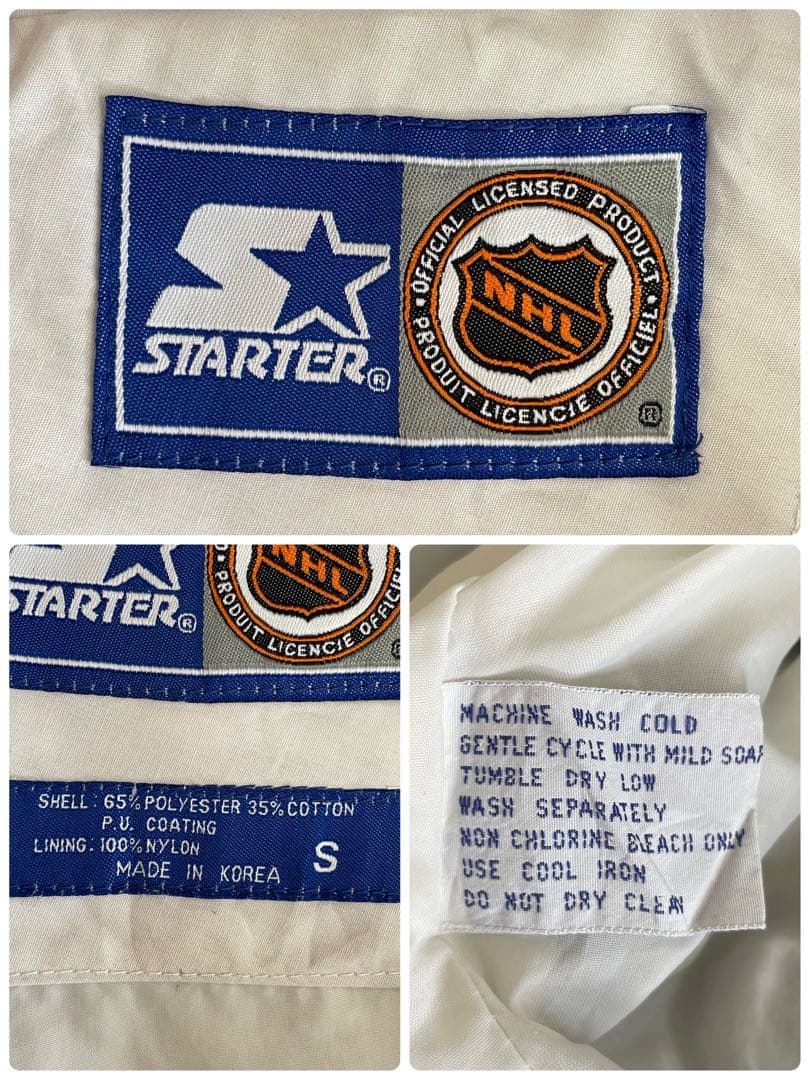 STARTER®
• OFFICIAL LICENSED PRODUCT •
NHL
PRODUIT LICENCIE OFFICIEL
®
STARTER®
NHL
PRODUIT LICENCIE OFFICIE
SHELL: 65% POLYESTER 35% COTTON
P.U. COATING
LINING: 100% NYLON
MADE IN KOREA
S
MACHINE WASH COLD
GENTLE CYCLE WITH MILD SOAP
TUMBLE DRY LOW
WASH SEPARATELY
NON CHLORINE BLEACH ONLY
USE COOL IRON
DO NOT DRY CLEAN